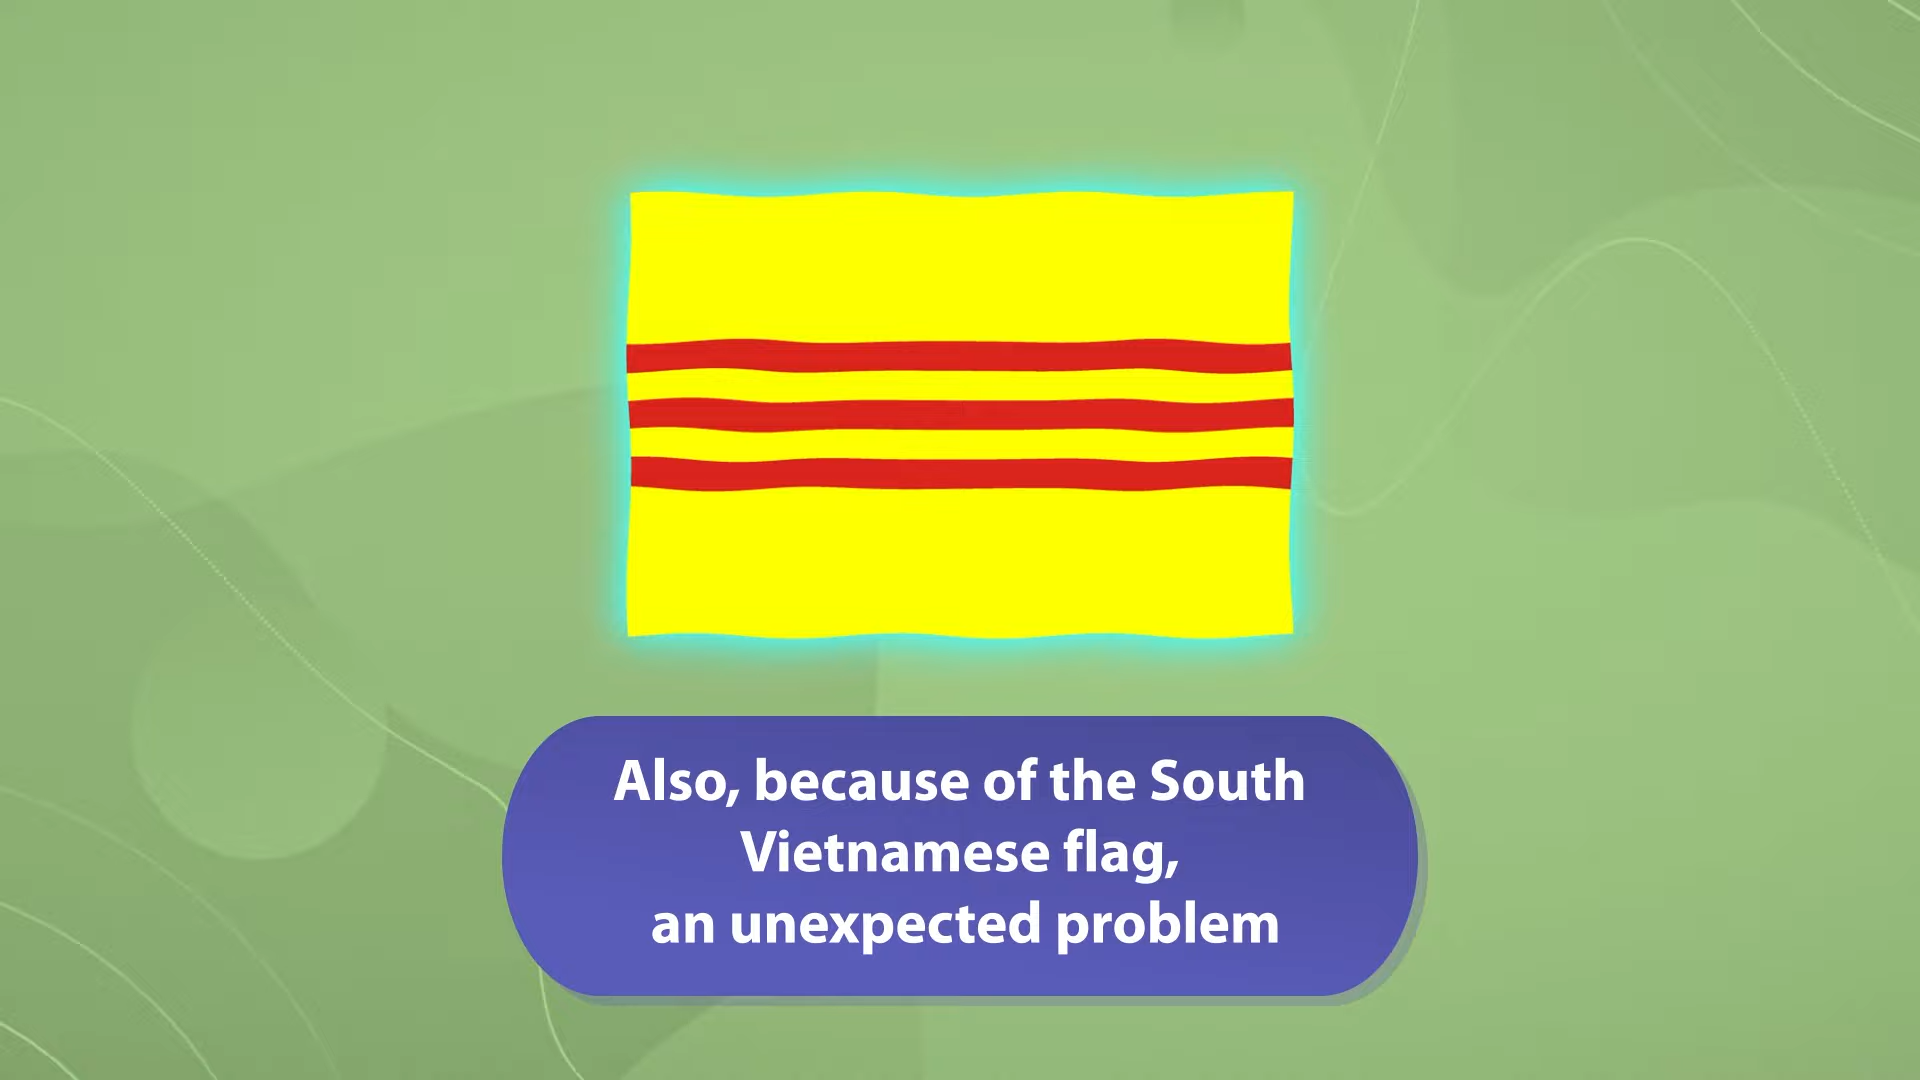 Also, because of the South
Vietnamese flag,
an unexpected problem